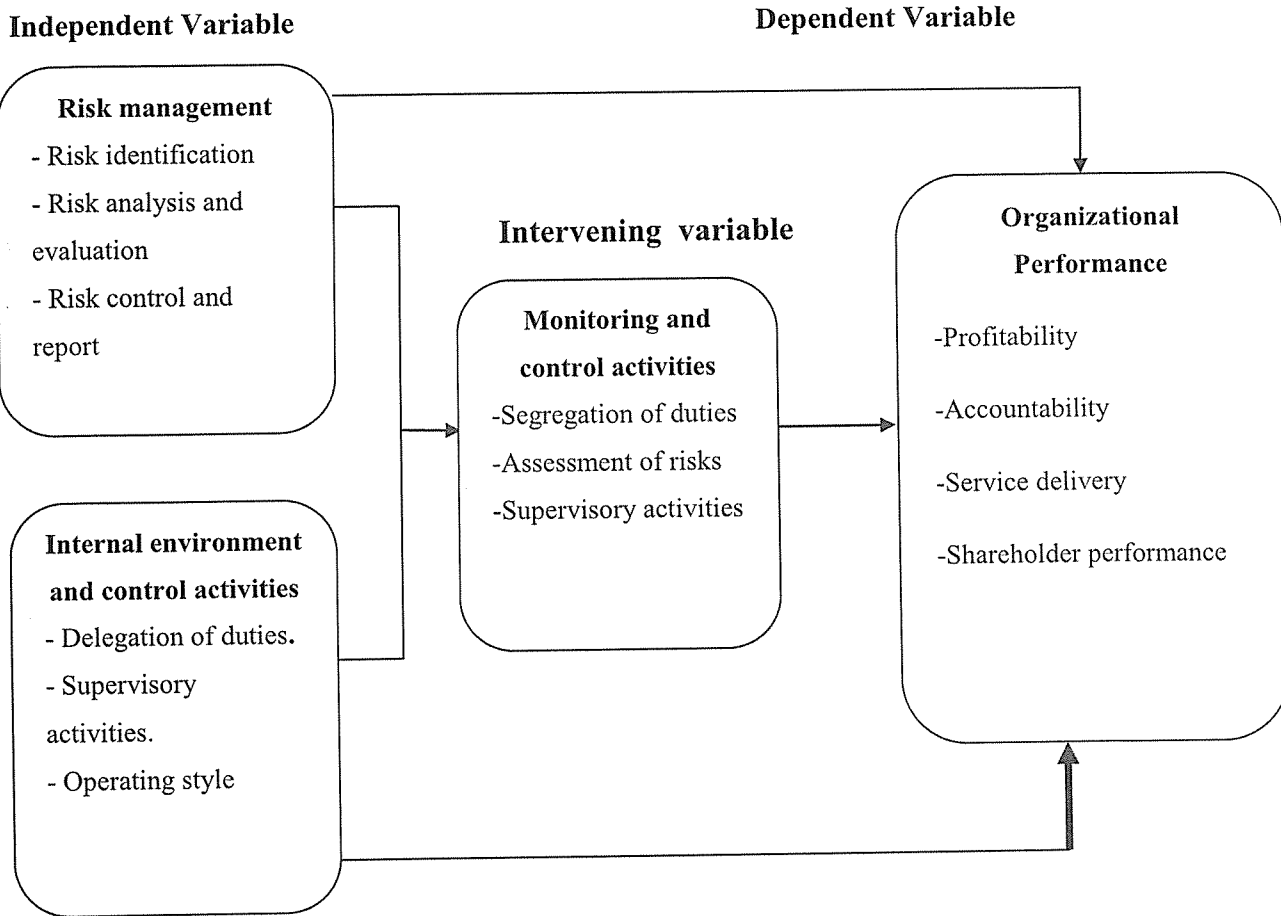 Independent Variable
Dependent Variable
Risk management
- Risk identification
- Risk analysis and
evaluation
- Risk control and
report
Internal environment
and control activities
- Delegation of duties.
- Supervisory
activities.
- Operating style
Intervening variable
Monitoring and
control activities
-Segregation of duties
-Assessment of risks
-Supervisory activities
Organizational
Performance
-Profitability
-Accountability
-Service delivery
-Shareholder performance